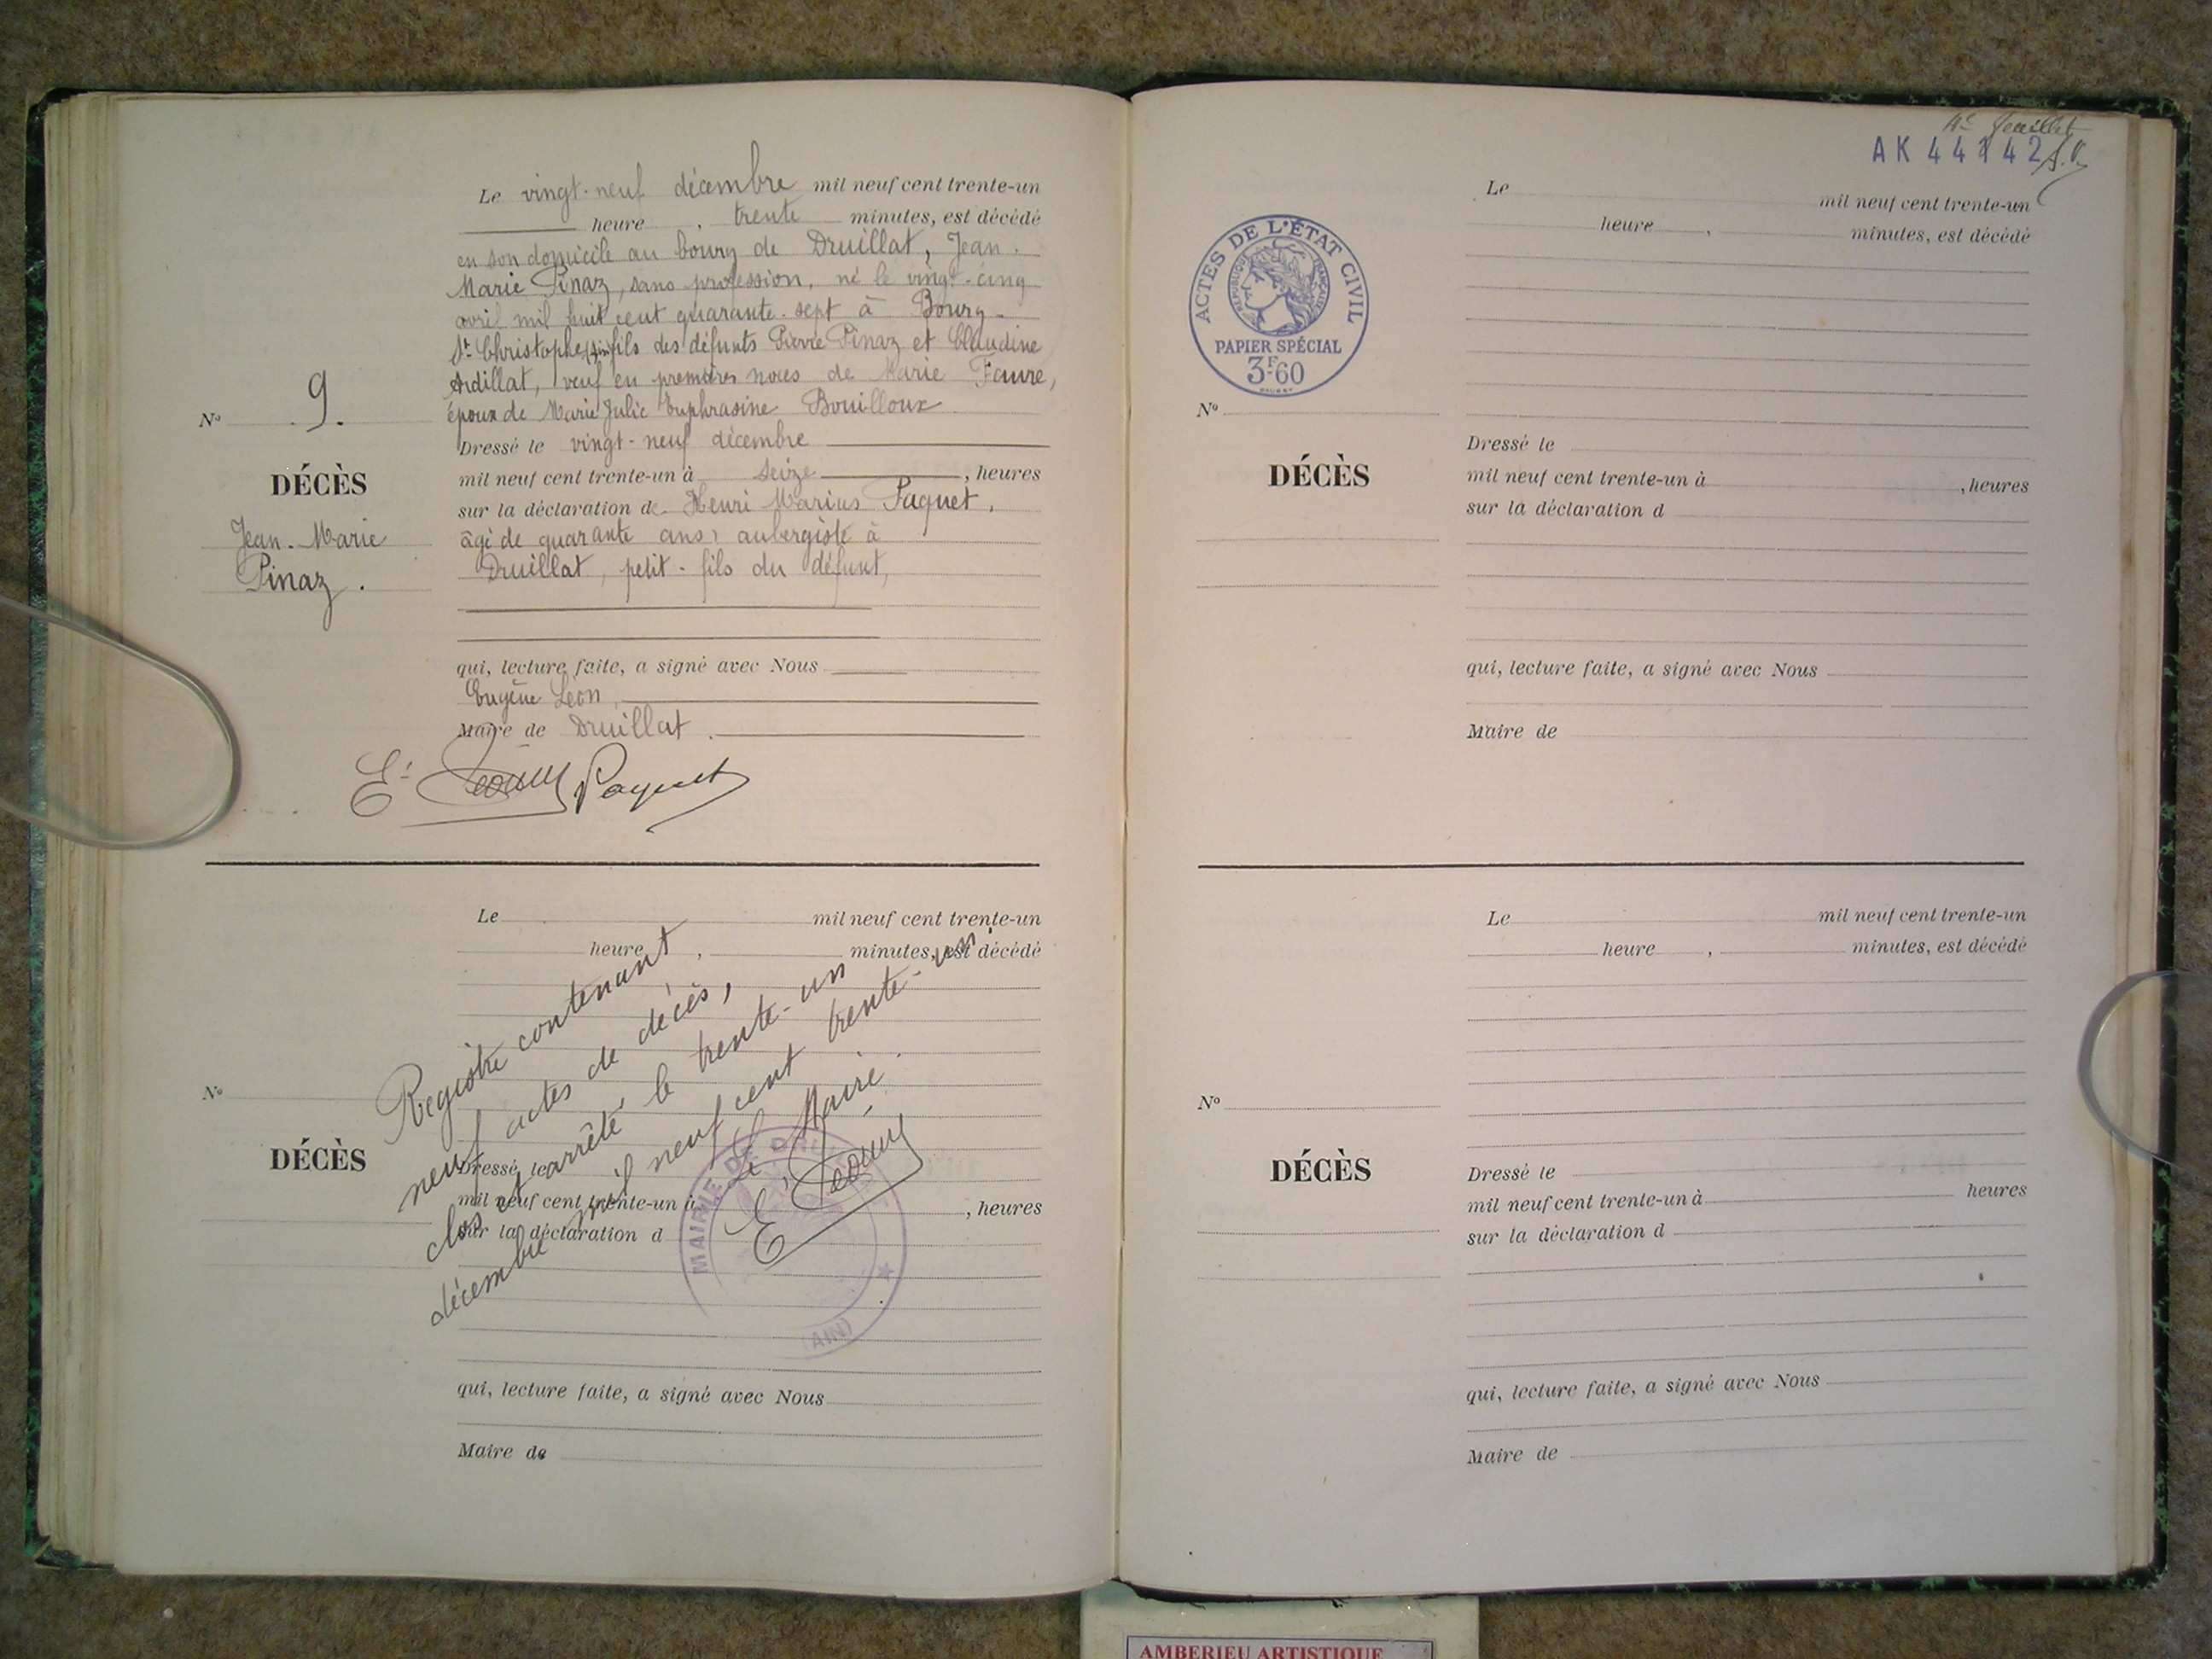 Le vingt-neuf décembre mil neuf cent trente-un
heure, trente minutes, est décédé
en son domicile au bourg de Druillat, Jean-
Marie Pinaz, sans profession, né le vingt-cinq
avril mil huit cent quarante-sept à Bourg-
St Christophe (Ain) fils des défunts Pierre Pinaz et Claudine
Ardillat, veuf en premières noces de Marie Faure,
époux de Marie Julie Euphrasine Bouilloux
Dressé le vingt-neuf décembre
mil neuf cent trente-un à seize, heures
sur la déclaration de Henri Marius Paquet,
âgé de quarante ans, aubergiste à
Druillat, petit-fils du défunt,
qui, lecture faite, a signé avec Nous
Eugène Léon
Maire de Druillat.
Paquet
No 9.
DÉCÈS
Jean-Marie
Pinaz.
Le mil neuf cent trente-un
heure, minutes, est décédé
No
DÉCÈS
Dressé le
mil neuf cent trente-un à , heures
sur la déclaration d
qui, lecture faite, a signé avec Nous
Maire de
Registre contenant
neuf actes de décès,
clos et arrêté, le trente-un
décembre mil neuf cent trente-un.
Le Maire
MAIRIE DE
(AIN)
4e feuillet
ACTES DE L'ÉTAT CIVIL
RÉPUBLIQUE FRANÇAISE
PAPIER SPÉCIAL
3F60
Le mil neuf cent trente-un
heure, minutes, est décédé
No
DÉCÈS
Dressé le
mil neuf cent trente-un à , heures
sur la déclaration d
qui, lecture faite, a signé avec Nous
Maire de
Le mil neuf cent trente-un
heure, minutes, est décédé
No
DÉCÈS
Dressé le
mil neuf cent trente-un à heures
sur la déclaration d
qui, lecture faite, a signé avec Nous
Maire de
AMBERIEU ARTISTIQUE